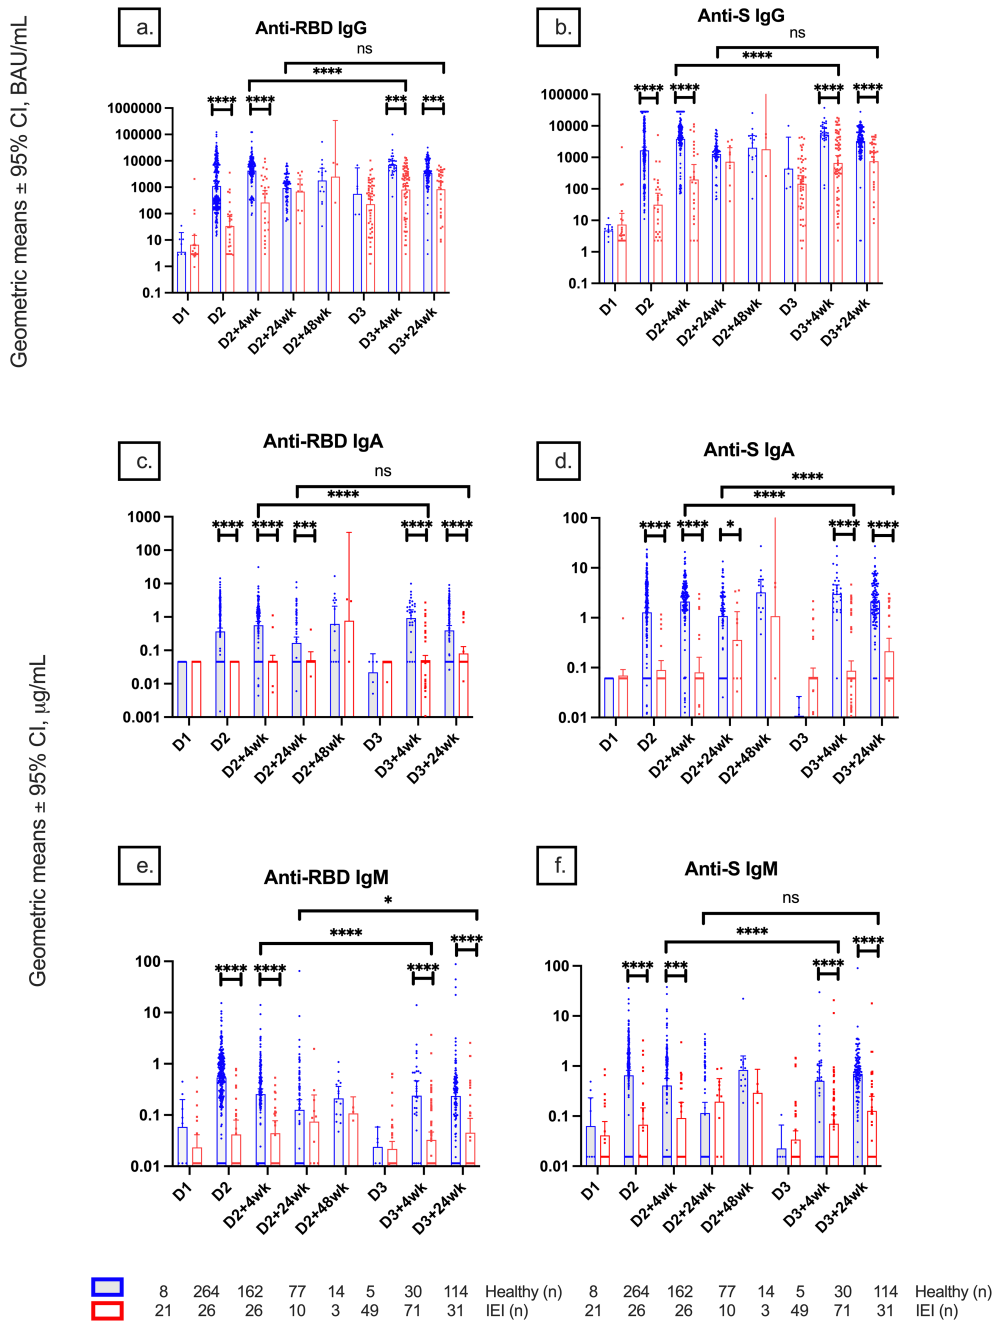 Geometric means ± 95% CI, BAU/mL
a.
Anti-RBD IgG
ns
****
**** **** *** ***
1000000
100000
10000
1000
100
10
1
0.1
D1 D2 D2+4wk D2+24wk D2+48wk D3 D3+4wk D3+24wk
b.
Anti-S IgG
ns
****
**** **** **** ****
100000
10000
1000
100
10
1
0.1
D1 D2 D2+4wk D2+24wk D2+48wk D3 D3+4wk D3+24wk
Geometric means ± 95% CI, µg/mL
c.
Anti-RBD IgA
ns
****
**** **** *** **** ****
1000
100
10
1
0.1
0.01
0.001
D1 D2 D2+4wk D2+24wk D2+48wk D3 D3+4wk D3+24wk
d.
Anti-S IgA
****
****
**** **** * **** ****
100
10
1
0.1
0.01
D1 D2 D2+4wk D2+24wk D2+48wk D3 D3+4wk D3+24wk
e.
Anti-RBD IgM
*
****
**** **** **** ****
100
10
1
0.1
0.01
D1 D2 D2+4wk D2+24wk D2+48wk D3 D3+4wk D3+24wk
f.
Anti-S IgM
ns
****
**** *** **** ****
100
10
1
0.1
0.01
D1 D2 D2+4wk D2+24wk D2+48wk D3 D3+4wk D3+24wk
8 264 162 77 14 5 30 114 Healthy (n) 8 264 162 77 14 5 30 114 Healthy (n)
21 26 26 10 3 49 71 31 IEI (n) 21 26 26 10 3 49 71 31 IEI (n)